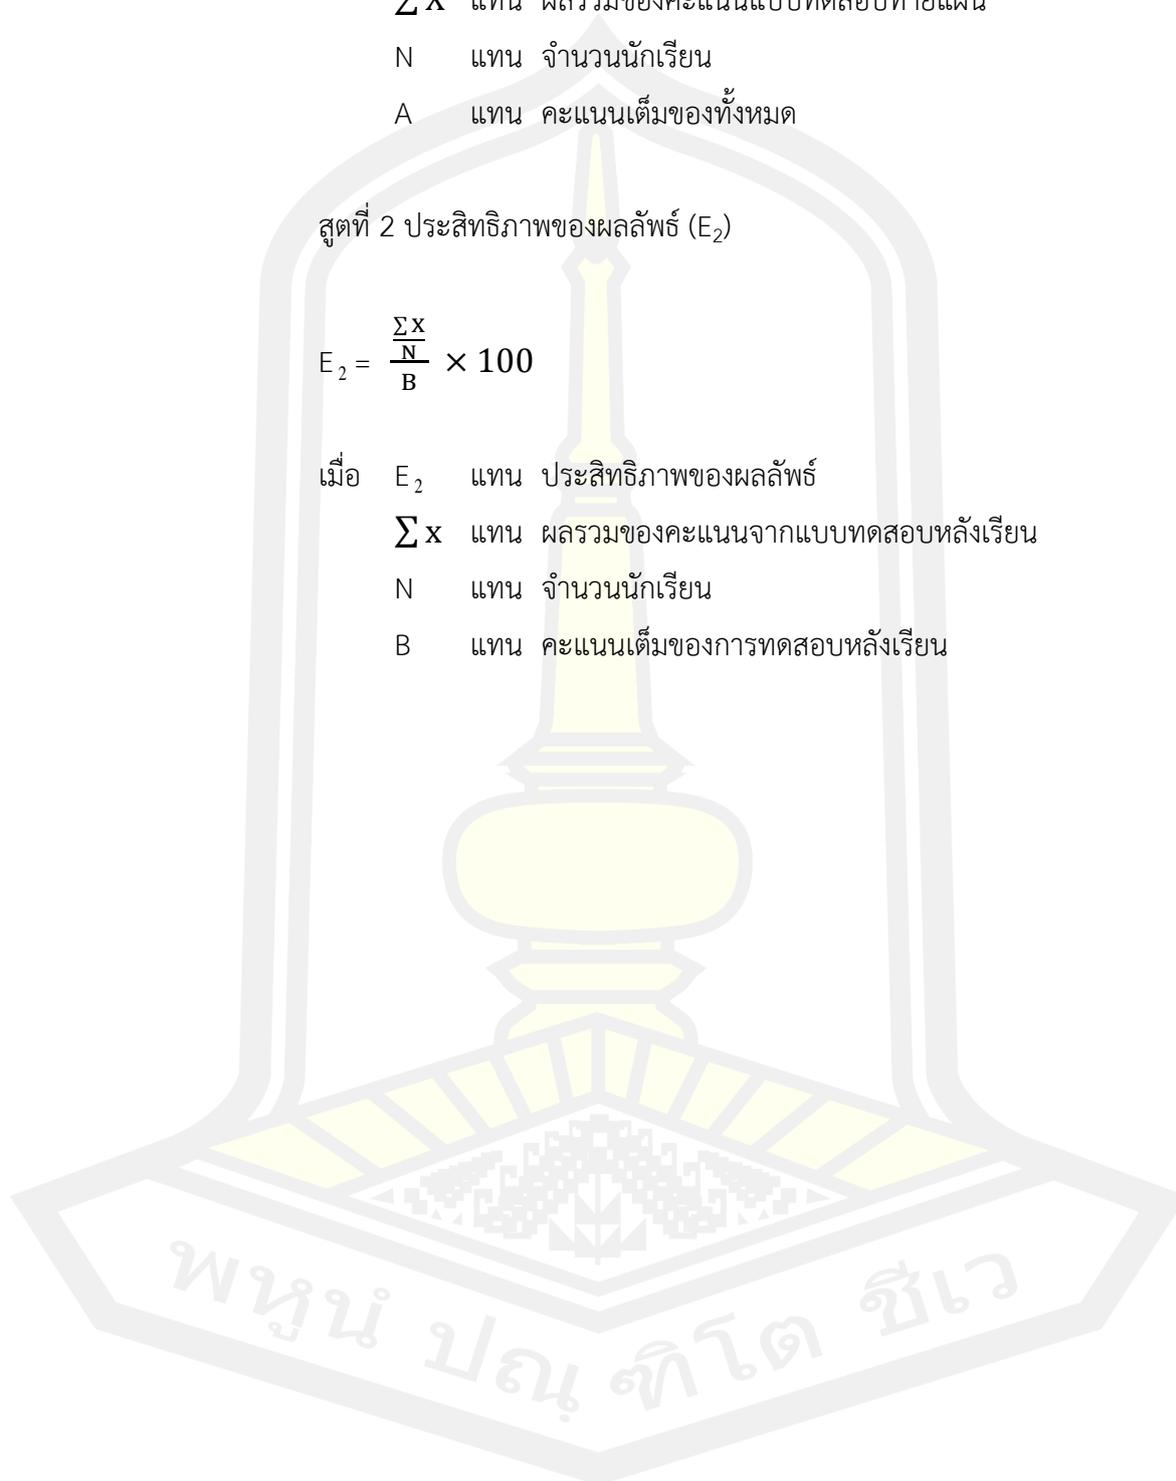 ∑x แทน ผลรวมของคะแนนแบบทดสอบท้ายแผน
N แทน จำนวนนักเรียน
A แทน คะแนนเต็มของทั้งหมด
สูตที่ 2 ประสิทธิภาพของผลลัพธ์ (E₂)
E₂ = ((∑x/N)/B) × 100
เมื่อ E₂ แทน ประสิทธิภาพของผลลัพธ์
∑x แทน ผลรวมของคะแนนจากแบบทดสอบหลังเรียน
N แทน จำนวนนักเรียน
B แทน คะแนนเต็มของการทดสอบหลังเรียน
พหูนํ ปณฺฑิโต ชีเว